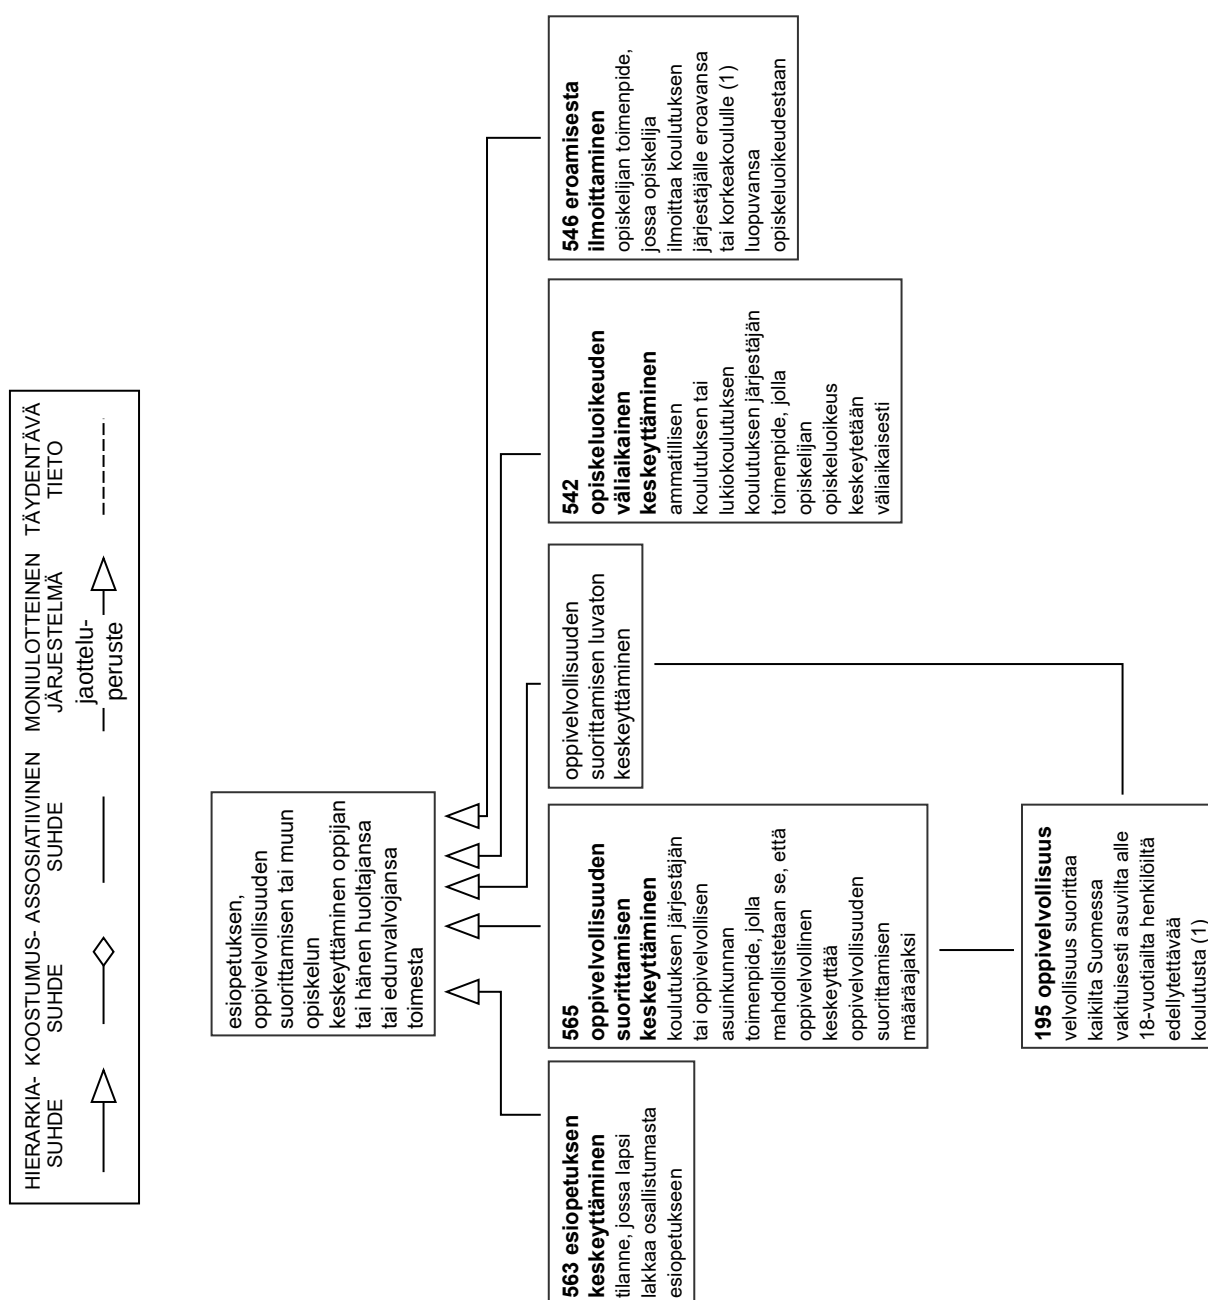 HIERARKIA-
SUHDE
KOOSTUMUS-
SUHDE
ASSOSIATIIVINEN
SUHDE
MONIULOTTEINEN
JÄRJESTELMÄ
jaottelu-
peruste
TÄYDENTÄVÄ
TIETO
esiopetuksen,
oppivelvollisuuden
suorittamisen tai muun
opiskelun
keskeyttäminen oppijan
tai hänen huoltajansa
tai edunvalvojansa
toimesta
563 esiopetuksen
keskeyttäminen
tilanne, jossa lapsi
lakkaa osallistumasta
esiopetukseen
565
oppivelvollisuuden
suorittamisen
keskeyttäminen
koulutuksen järjestäjän
tai oppivelvollisen
asuinkunnan
toimenpide, jolla
mahdollistetaan se, että
oppivelvollinen
keskeyttää
oppivelvollisuuden
suorittamisen
määräajaksi
oppivelvollisuuden
suorittamisen luvaton
keskeyttäminen
542
opiskeluoikeuden
väliaikainen
keskeyttäminen
ammatillisen
koulutuksen tai
lukiokoulutuksen
koulutuksen järjestäjän
toimenpide, jolla
opiskelijan
opiskeluoikeus
keskeytetään
väliaikaisesti
546 eroamisesta
ilmoittaminen
opiskelijan toimenpide,
jossa opiskelija
ilmoittaa koulutuksen
järjestäjälle eroavansa
tai korkeakoululle (1)
luopuvansa
opiskeluoikeudestaan
195 oppivelvollisuus
velvollisuus suorittaa
kaikilta Suomessa
vakituisesti asuvilta alle
18-vuotiailta henkilöiltä
edellytettävää
koulutusta (1)